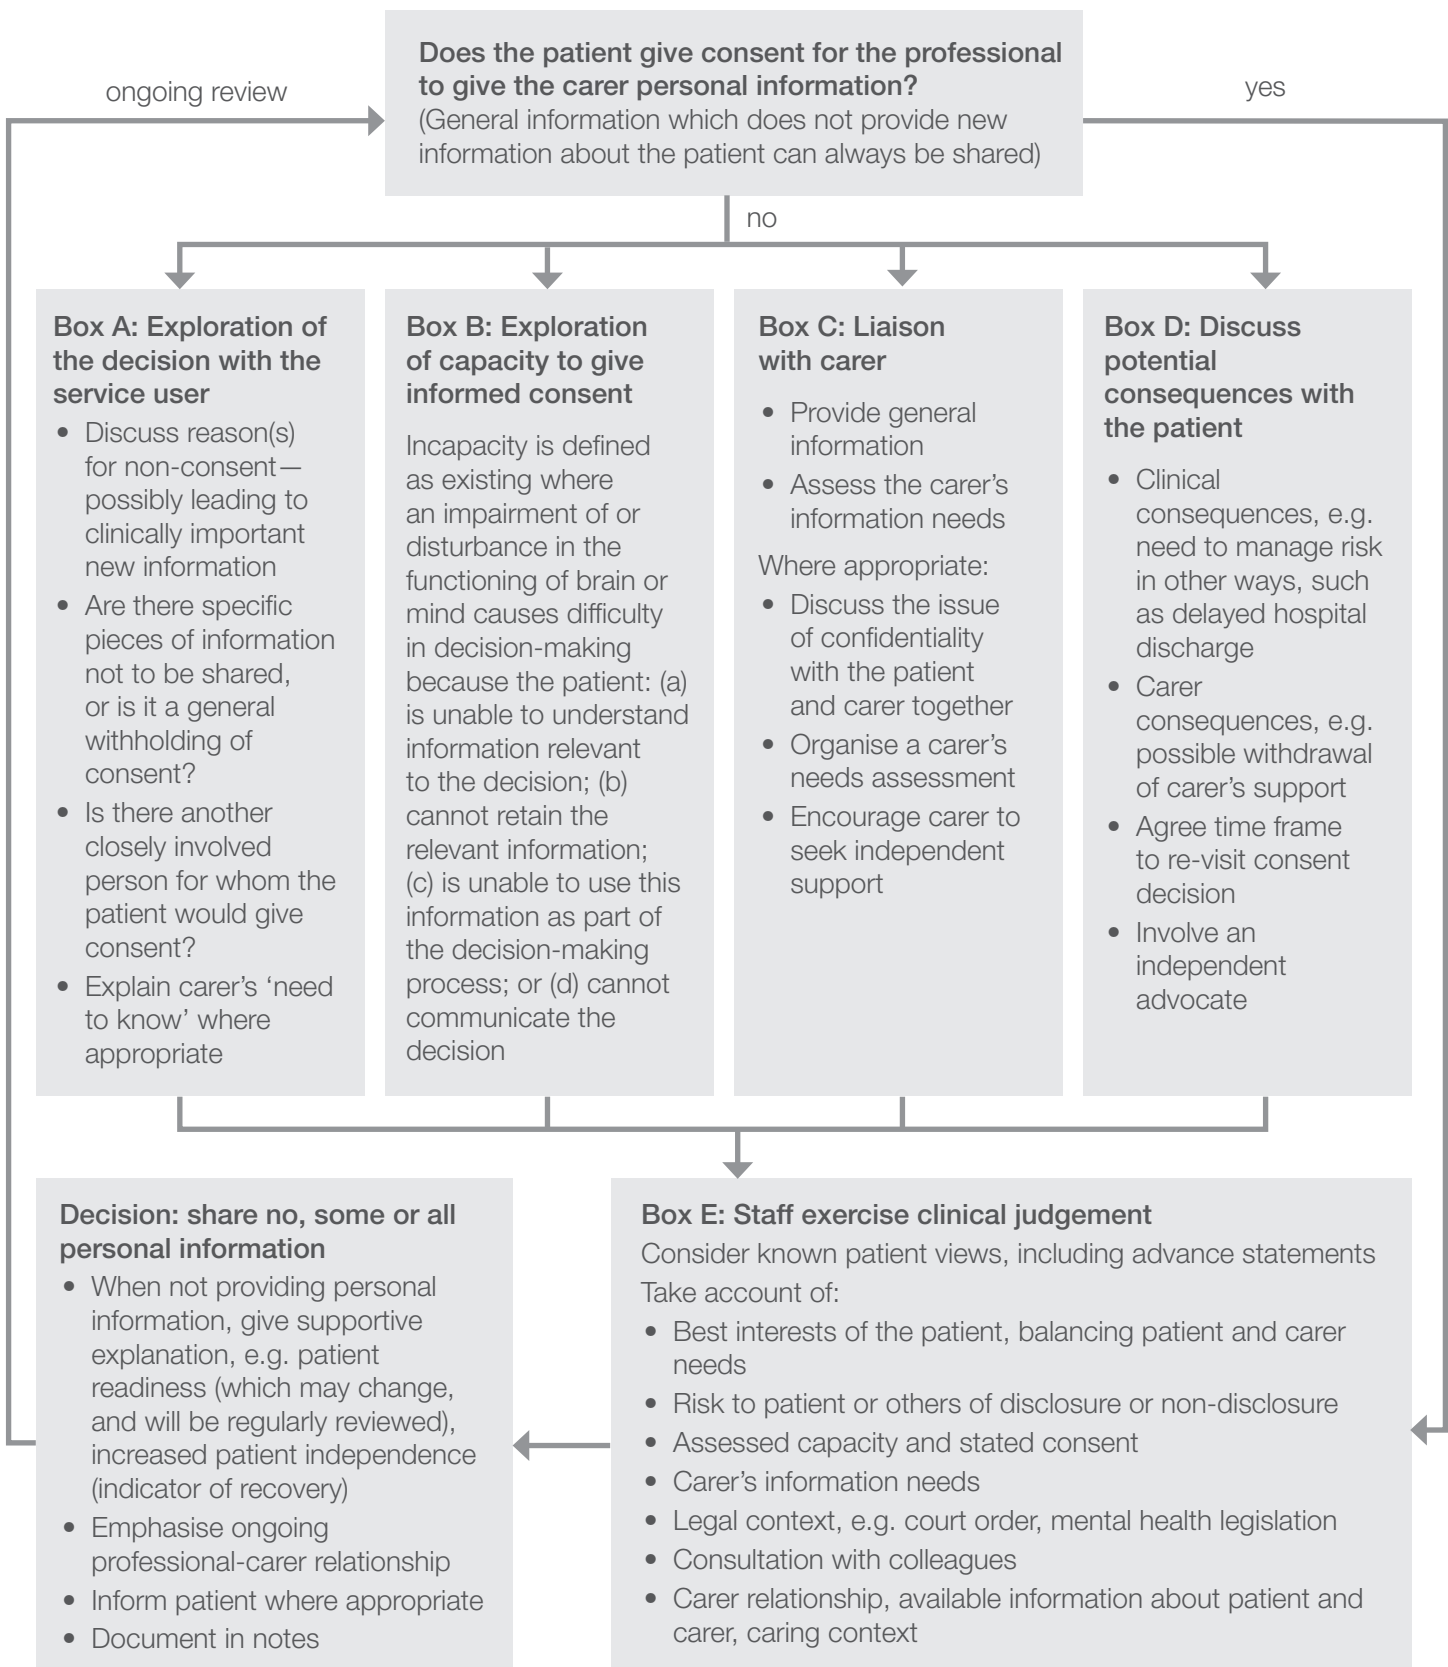 Does the patient give consent for the professional
to give the carer personal information?
(General information which does not provide new
information about the patient can always be shared)
ongoing review
yes
no
Box A: Exploration of
the decision with the
service user
• Discuss reason(s)
for non-consent—
possibly leading to
clinically important
new information
• Are there specific
pieces of information
not to be shared,
or is it a general
withholding of
consent?
• Is there another
closely involved
person for whom the
patient would give
consent?
• Explain carer's ‘need
to know’ where
appropriate
Box B: Exploration
of capacity to give
informed consent
Incapacity is defined
as existing where
an impairment of or
disturbance in the
functioning of brain or
mind causes difficulty
in decision-making
because the patient: (a)
is unable to understand
information relevant
to the decision; (b)
cannot retain the
relevant information;
(c) is unable to use this
information as part of
the decision-making
process; or (d) cannot
communicate the
decision
Box C: Liaison
with carer
• Provide general
information
• Assess the carer's
information needs
Where appropriate:
• Discuss the issue
of confidentiality
with the patient
and carer together
• Organise a carer's
needs assessment
• Encourage carer to
seek independent
support
Box D: Discuss
potential
consequences with
the patient
• Clinical
consequences, e.g.
need to manage risk
in other ways, such
as delayed hospital
discharge
• Carer
consequences, e.g.
possible withdrawal
of carer's support
• Agree time frame
to re-visit consent
decision
• Involve an
independent
advocate
Decision: share no, some or all
personal information
• When not providing personal
information, give supportive
explanation, e.g. patient
readiness (which may change,
and will be regularly reviewed),
increased patient independence
(indicator of recovery)
• Emphasise ongoing
professional-carer relationship
• Inform patient where appropriate
• Document in notes
Box E: Staff exercise clinical judgement
Consider known patient views, including advance statements
Take account of:
• Best interests of the patient, balancing patient and carer
needs
• Risk to patient or others of disclosure or non-disclosure
• Assessed capacity and stated consent
• Carer's information needs
• Legal context, e.g. court order, mental health legislation
• Consultation with colleagues
• Carer relationship, available information about patient and
carer, caring context